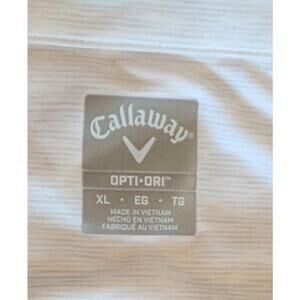 Callaway®
OPTI•DRI™
XL • EG • TG
MADE IN VIETNAM
HECHO EN VIETNAM
FABRIQUÉ AU VIETNAM